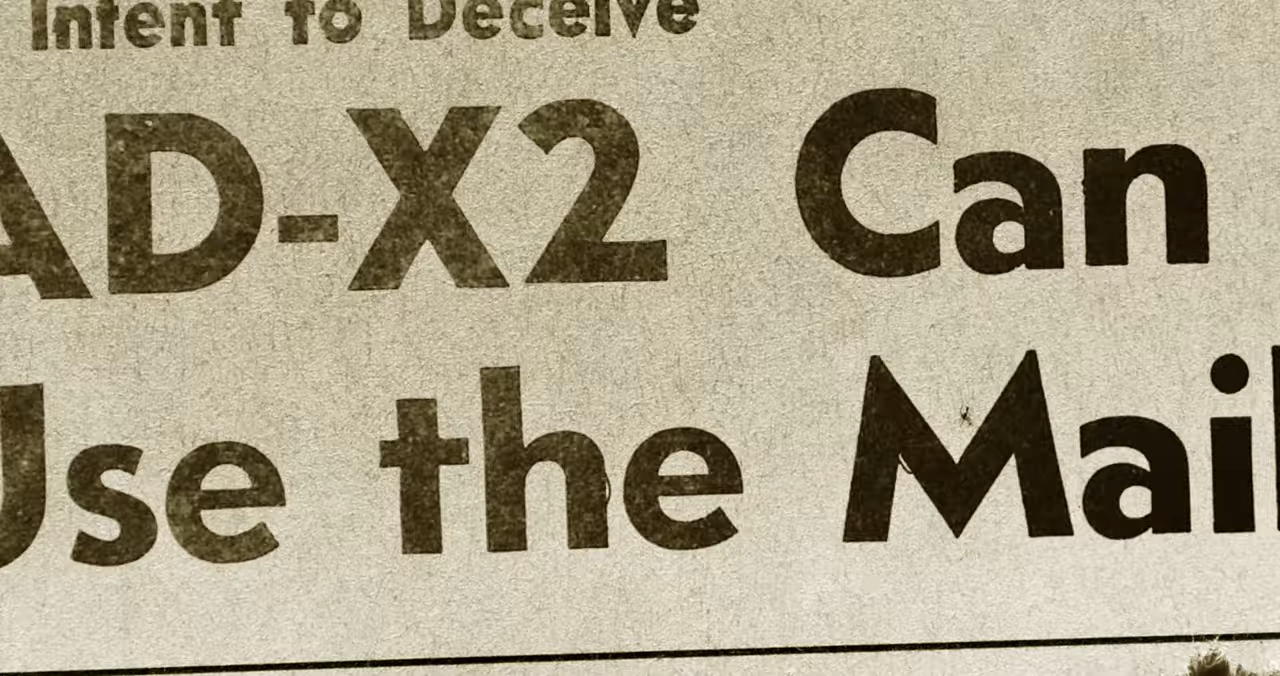 Intent to Deceive
AD-X2 Can
Use the Mail